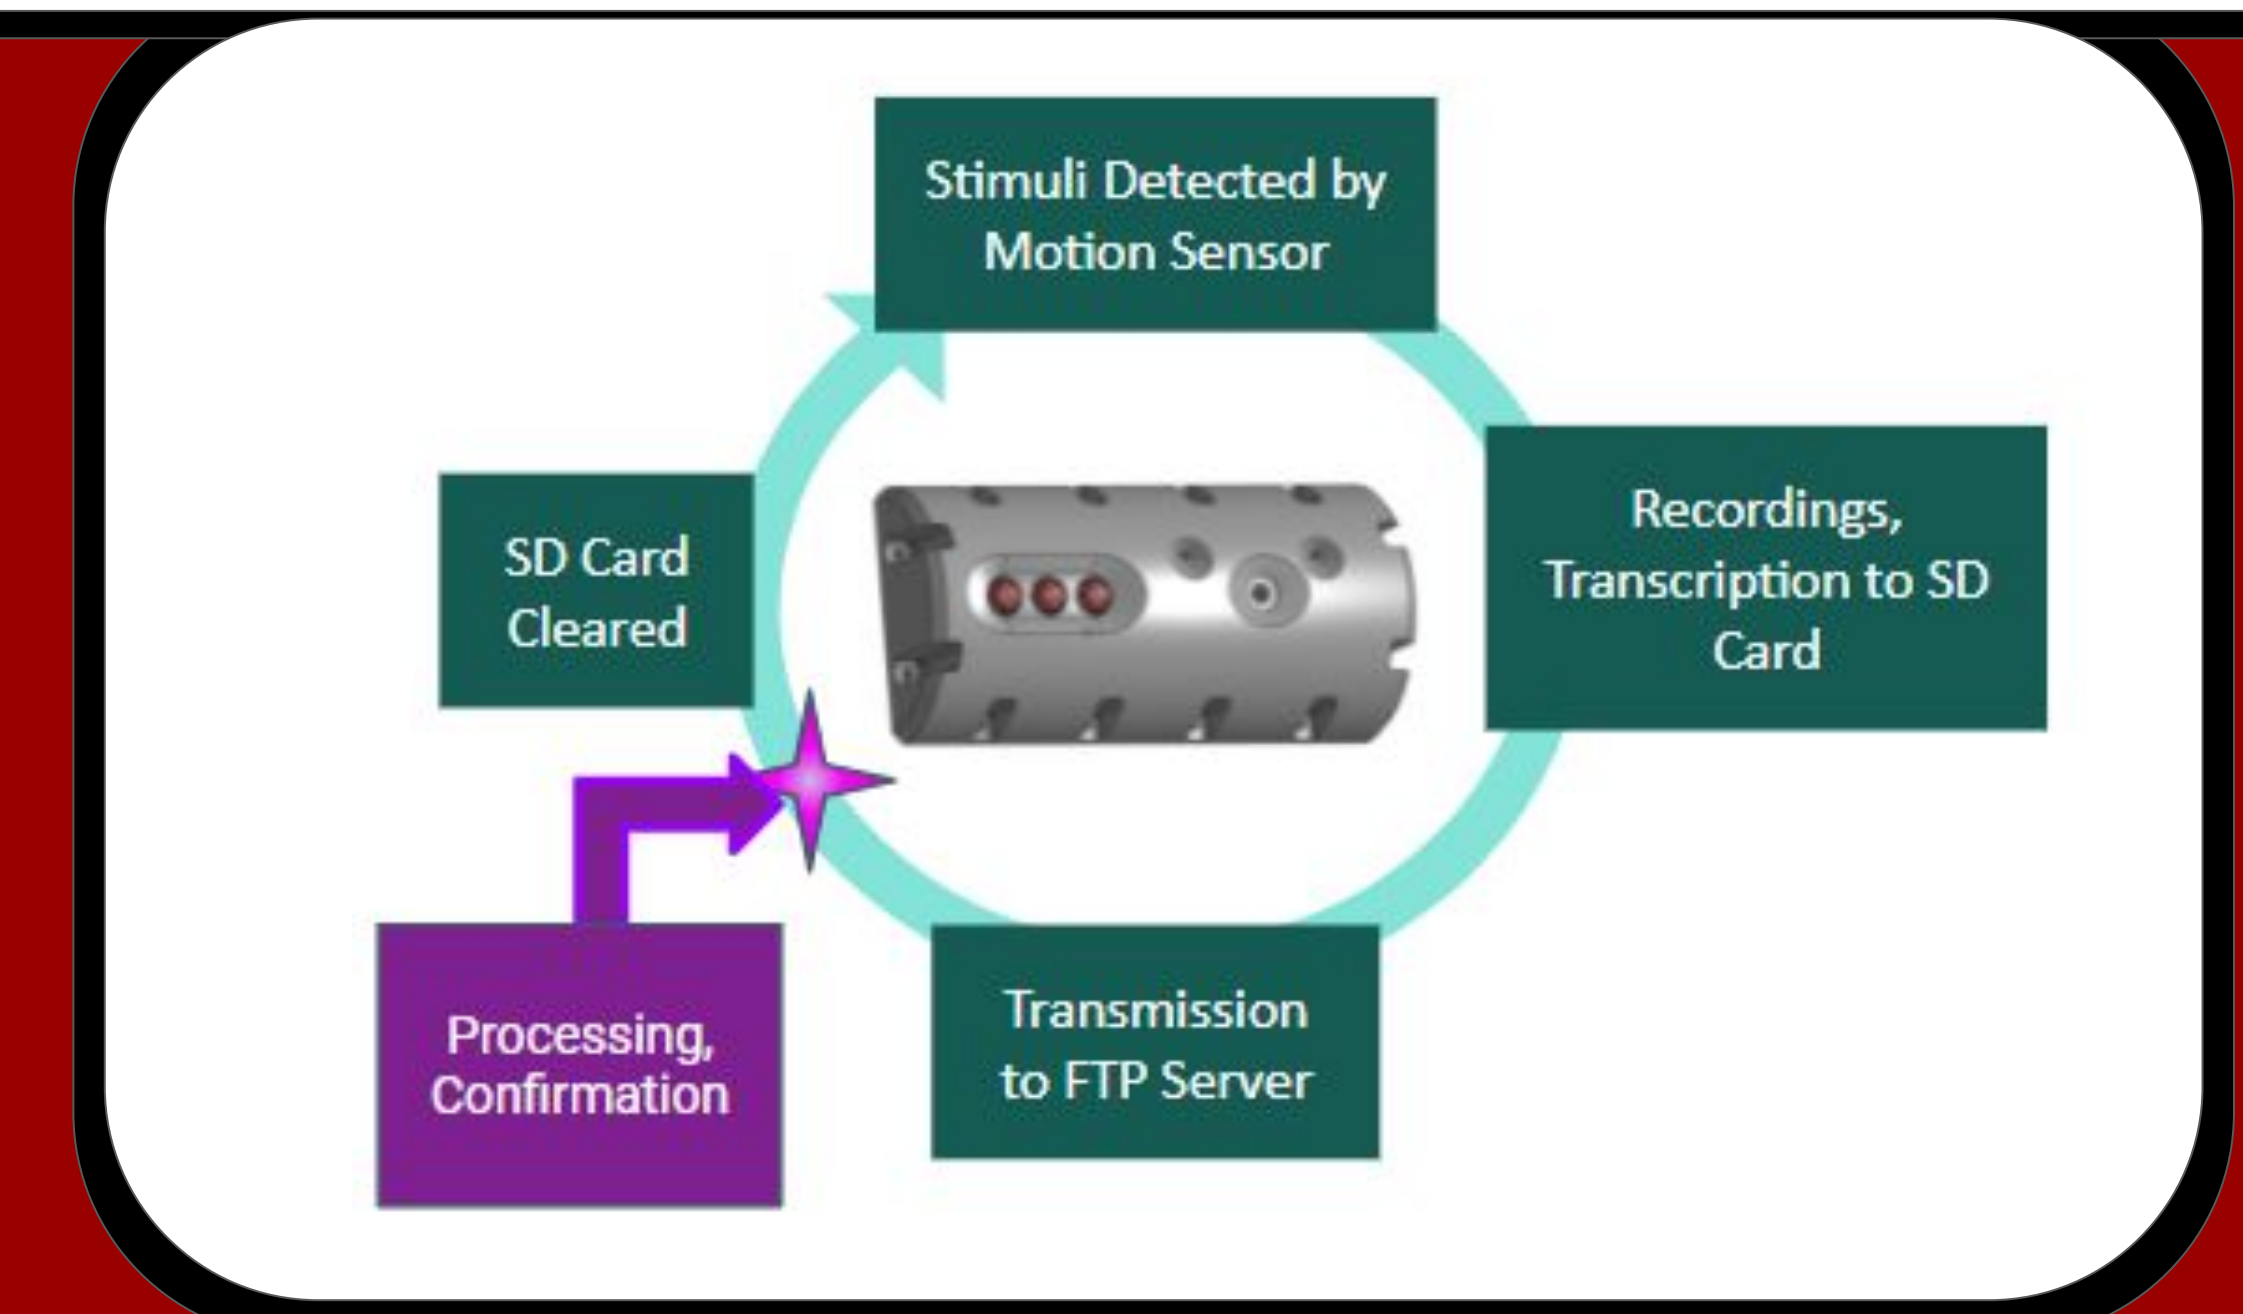 Stimuli Detected by
Motion Sensor
Recordings,
Transcription to SD
Card
SD Card
Cleared
Transmission
to FTP Server
Processing,
Confirmation